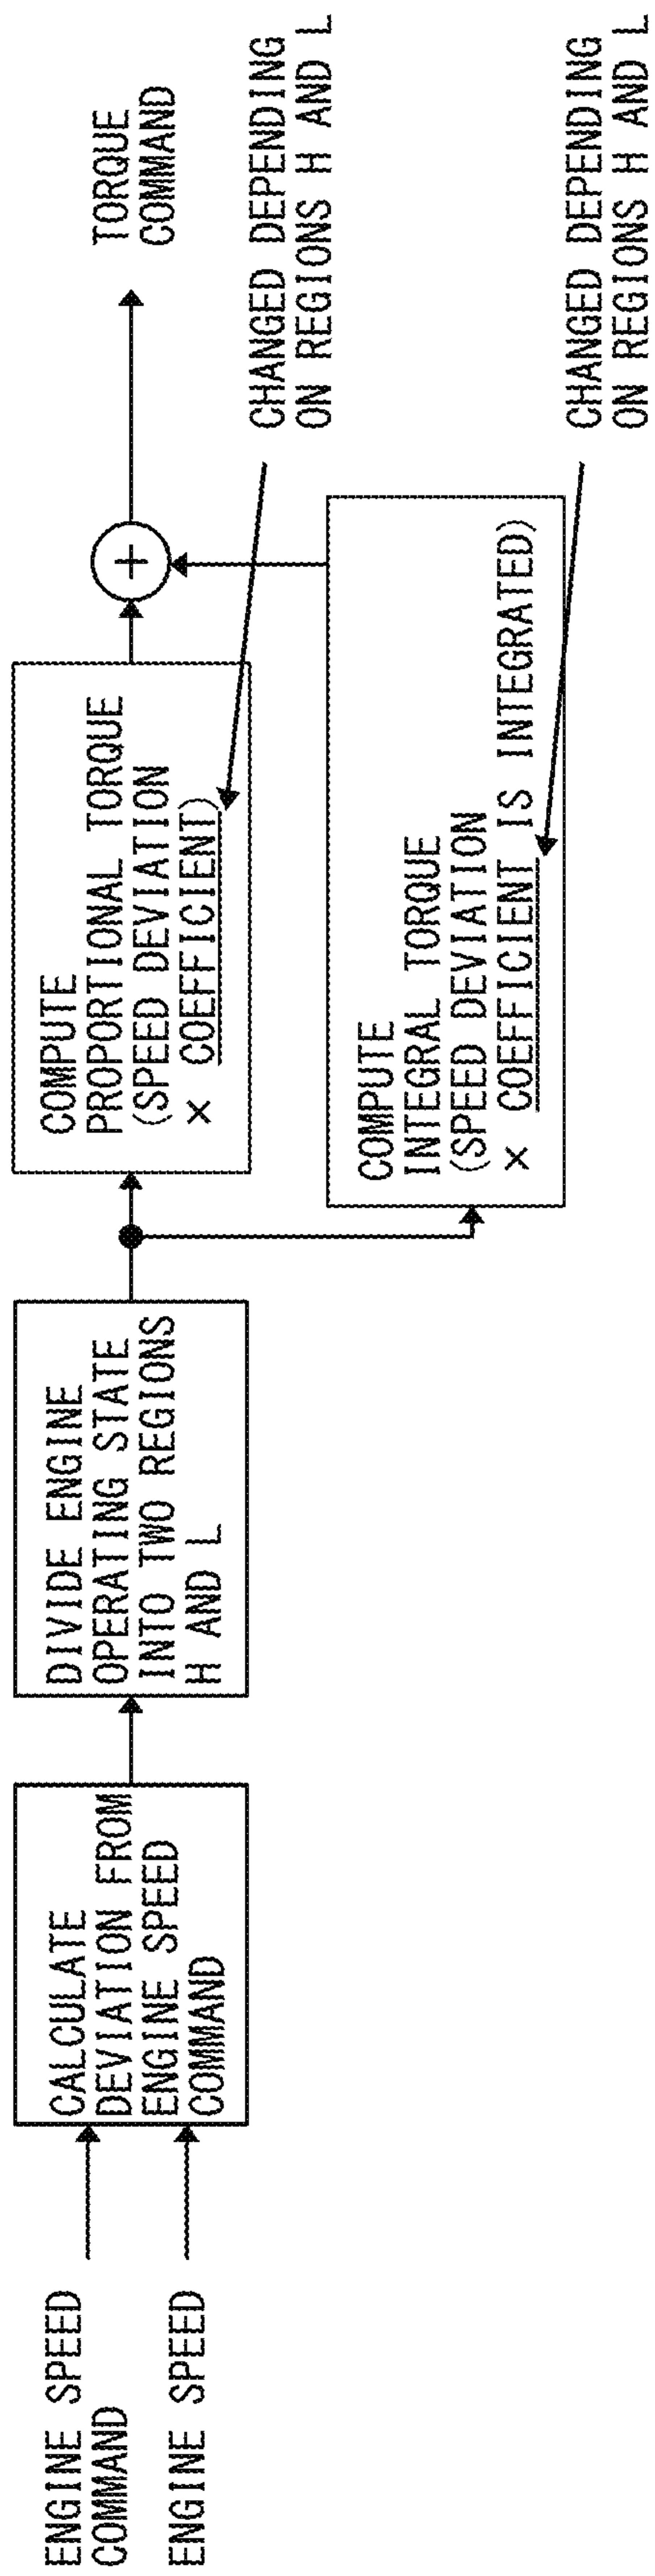 ENGINE SPEED
COMMAND
ENGINE SPEED
CALCULATE
DEVIATION FROM
ENGINE SPEED
COMMAND
DIVIDE ENGINE
OPERATING STATE
INTO TWO REGIONS
H AND L
COMPUTE
PROPORTIONAL TORQUE
(SPEED DEVIATION
× COEFFICIENT)
COMPUTE
INTEGRAL TORQUE
(SPEED DEVIATION
× COEFFICIENT IS INTEGRATED)
+
TORQUE
COMMAND
CHANGED DEPENDING
ON REGIONS H AND L
CHANGED DEPENDING
ON REGIONS H AND L